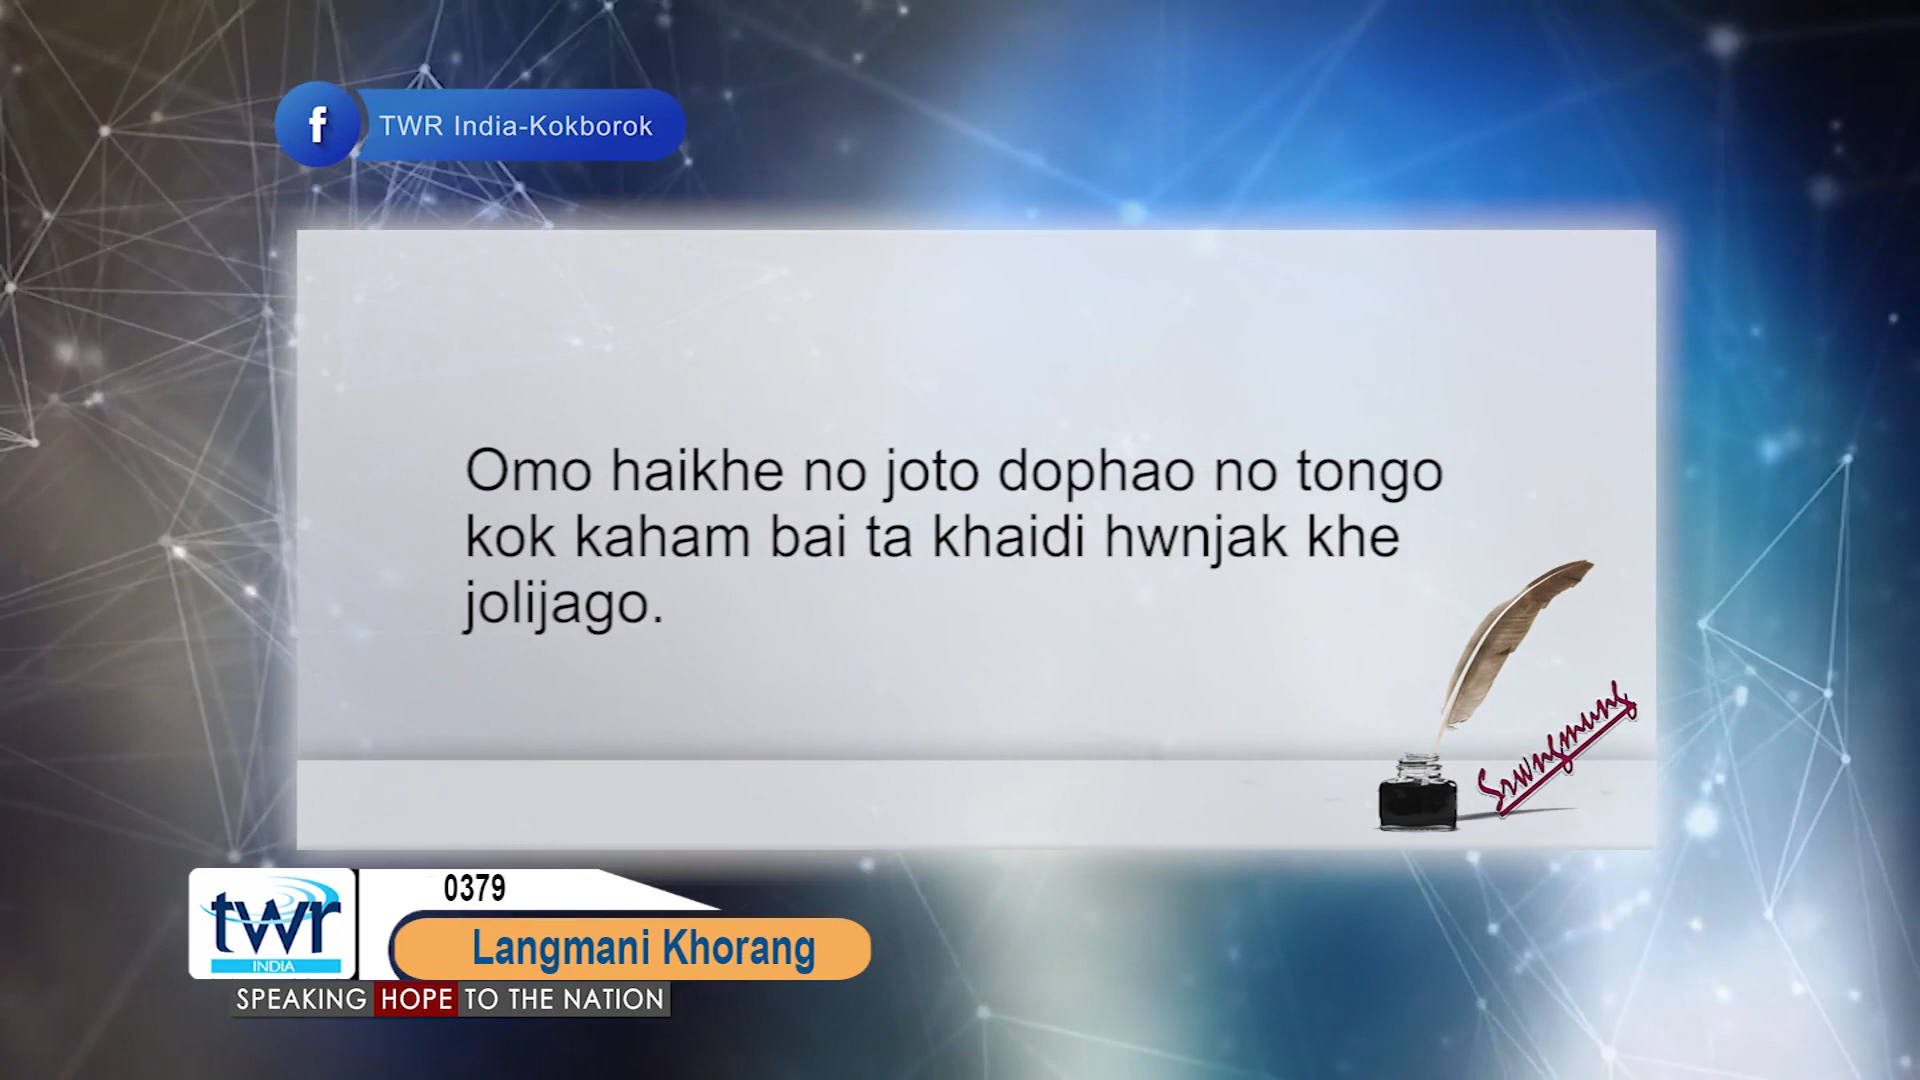 f TWR India-Kokborok
Omo haikhe no joto dophao no tongo
kok kaham bai ta khaidi hwnjak khe
jolijago.
Srwngmung
0379
twr
INDIA
Langmani Khorang
SPEAKING HOPE TO THE NATION